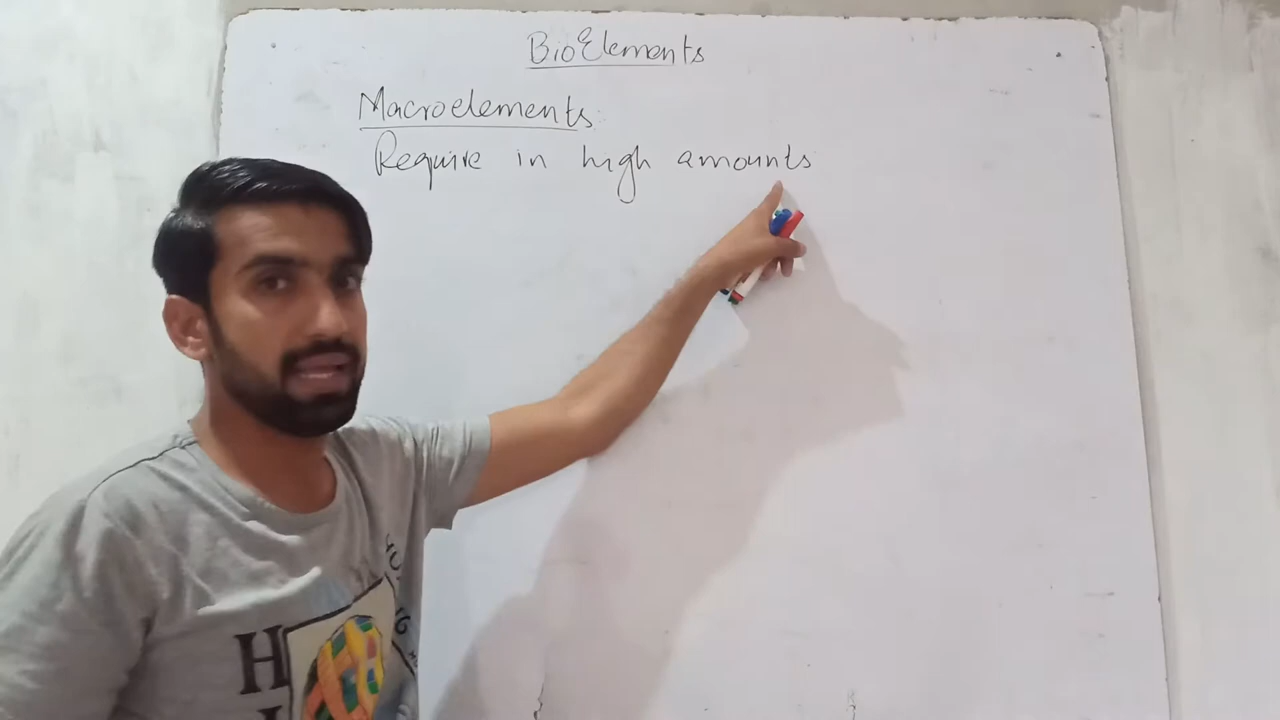 BioElements
Macroelements:
Require in high amounts
H